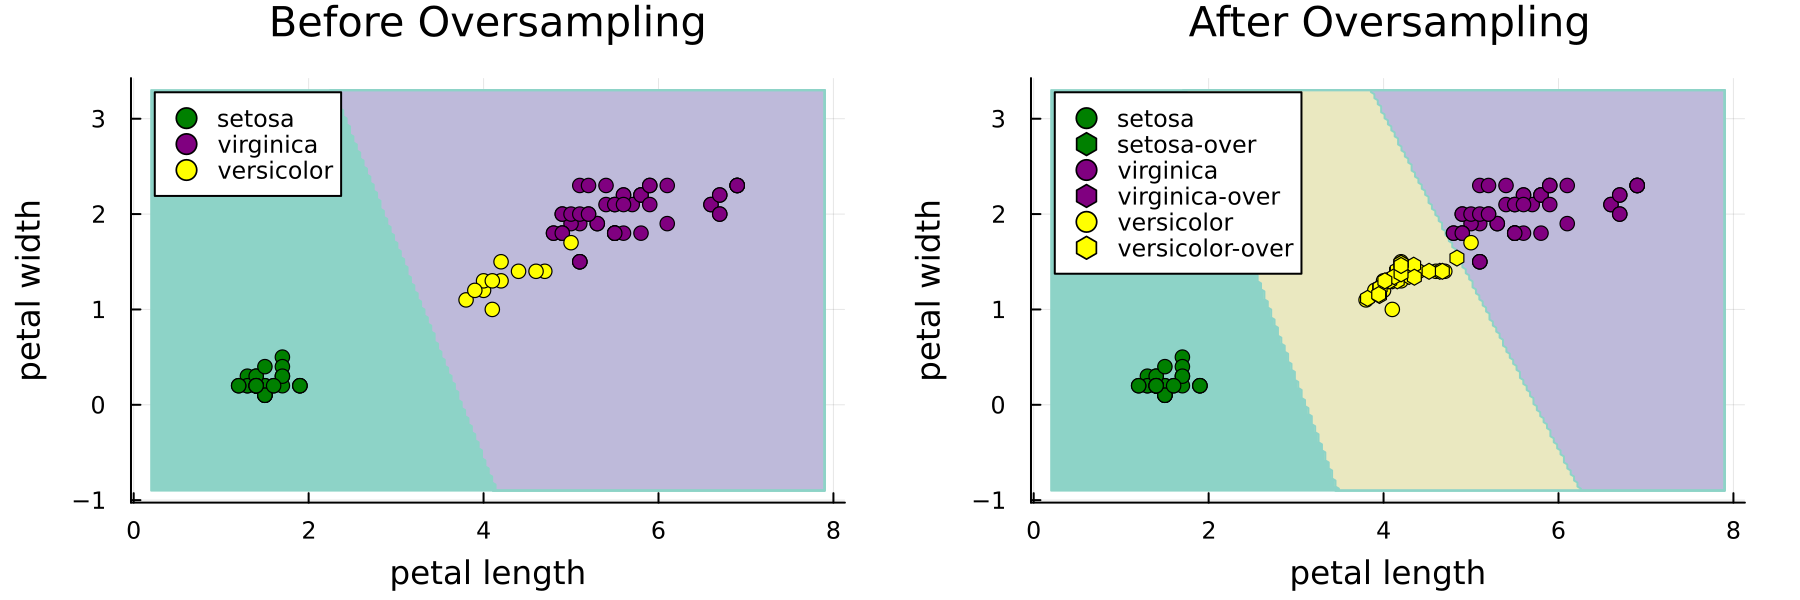 Before Oversampling
setosa
virginica
versicolor
3
2
1
0
−1
0
2
4
6
8
petal width
petal length
After Oversampling
setosa
setosa-over
virginica
virginica-over
versicolor
versicolor-over
3
2
1
0
−1
0
2
4
6
8
petal width
petal length